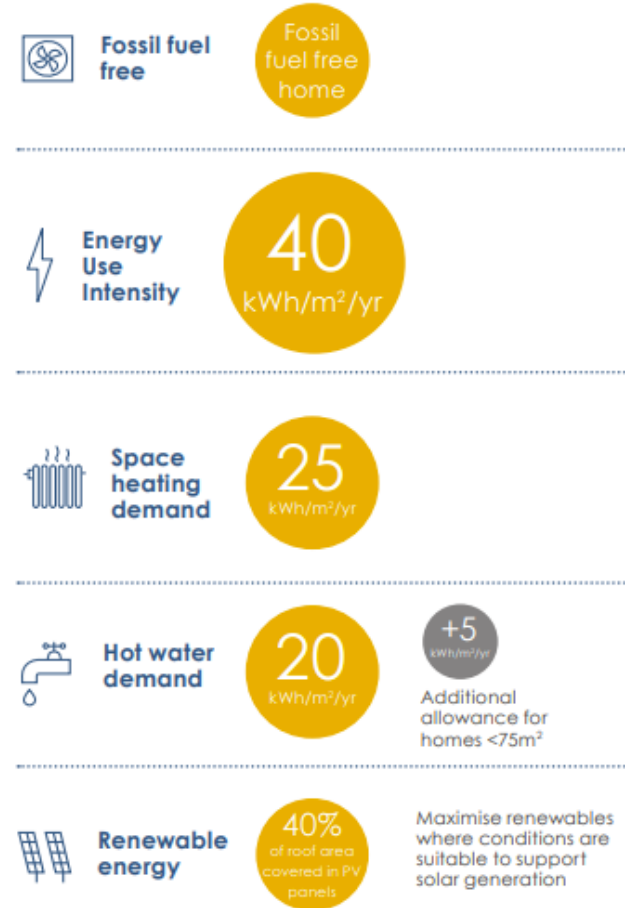 Fossil fuel
free
Fossil
fuel free
home
Energy
Use
Intensity
40
kWh/m²/yr
Space
heating
demand
25
kWh/m²/yr
Hot water
demand
20
kWh/m²/yr
+5
kWh/m²/yr
Additional
allowance for
homes <75m²
Renewable
energy
40%
of roof area
covered in PV
panels
Maximise renewables
where conditions are
suitable to support
solar generation